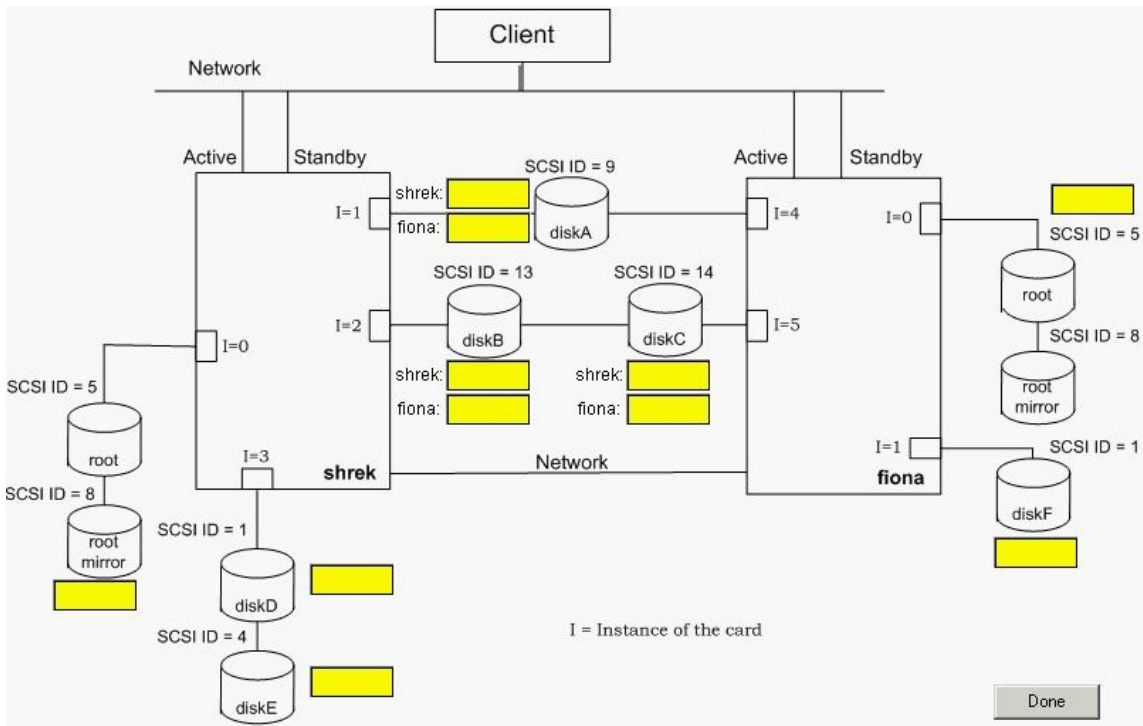 Client
Network
Active
Standby
Active
Standby
SCSI ID = 9
shrek:
fiona:
diskA
I=1
I=4
I=0
SCSI ID = 5
root
SCSI ID = 8
root
mirror
SCSI ID = 13
SCSI ID = 14
I=2
diskB
diskC
I=5
shrek:
fiona:
shrek:
fiona:
I=0
SCSI ID = 5
root
SCSI ID = 8
root
mirror
I=3
shrek
Network
I=1
fiona
SCSI ID = 1
diskF
SCSI ID = 1
diskD
SCSI ID = 4
diskE
I = Instance of the card
Done